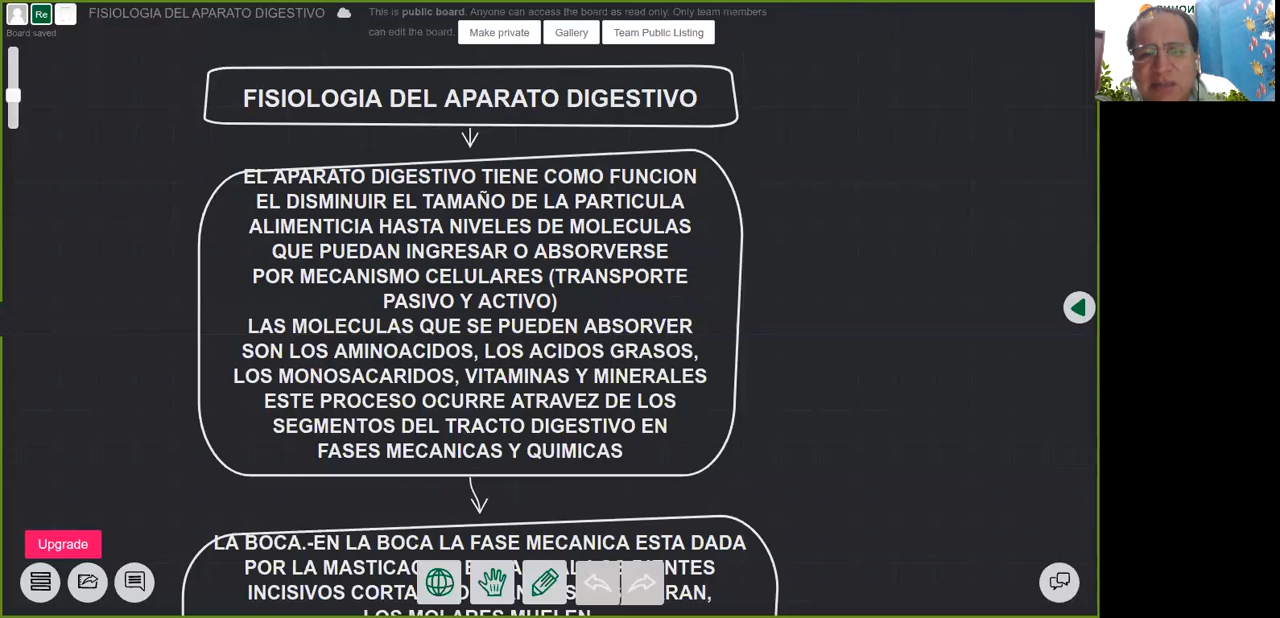 Re
FISIOLOGIA DEL APARATO DIGESTIVO
Board saved
This is public board. Anyone can access the board as read only. Only team members
can edit the board.
Make private
Gallery
Team Public Listing
FISIOLOGIA DEL APARATO DIGESTIVO
EL APARATO DIGESTIVO TIENE COMO FUNCION
EL DISMINUIR EL TAMAÑO DE LA PARTICULA
ALIMENTICIA HASTA NIVELES DE MOLECULAS
QUE PUEDAN INGRESAR O ABSORVERSE
POR MECANISMO CELULARES (TRANSPORTE
PASIVO Y ACTIVO)
LAS MOLECULAS QUE SE PUEDEN ABSORVER
SON LOS AMINOACIDOS, LOS ACIDOS GRASOS,
LOS MONOSACARIDOS, VITAMINAS Y MINERALES
ESTE PROCESO OCURRE ATRAVEZ DE LOS
SEGMENTOS DEL TRACTO DIGESTIVO EN
FASES MECANICAS Y QUIMICAS
LA BOCA.-EN LA BOCA LA FASE MECANICA ESTA DADA
POR LA
INCISIVOS
LOS MOLARES MUELEN
Upgrade